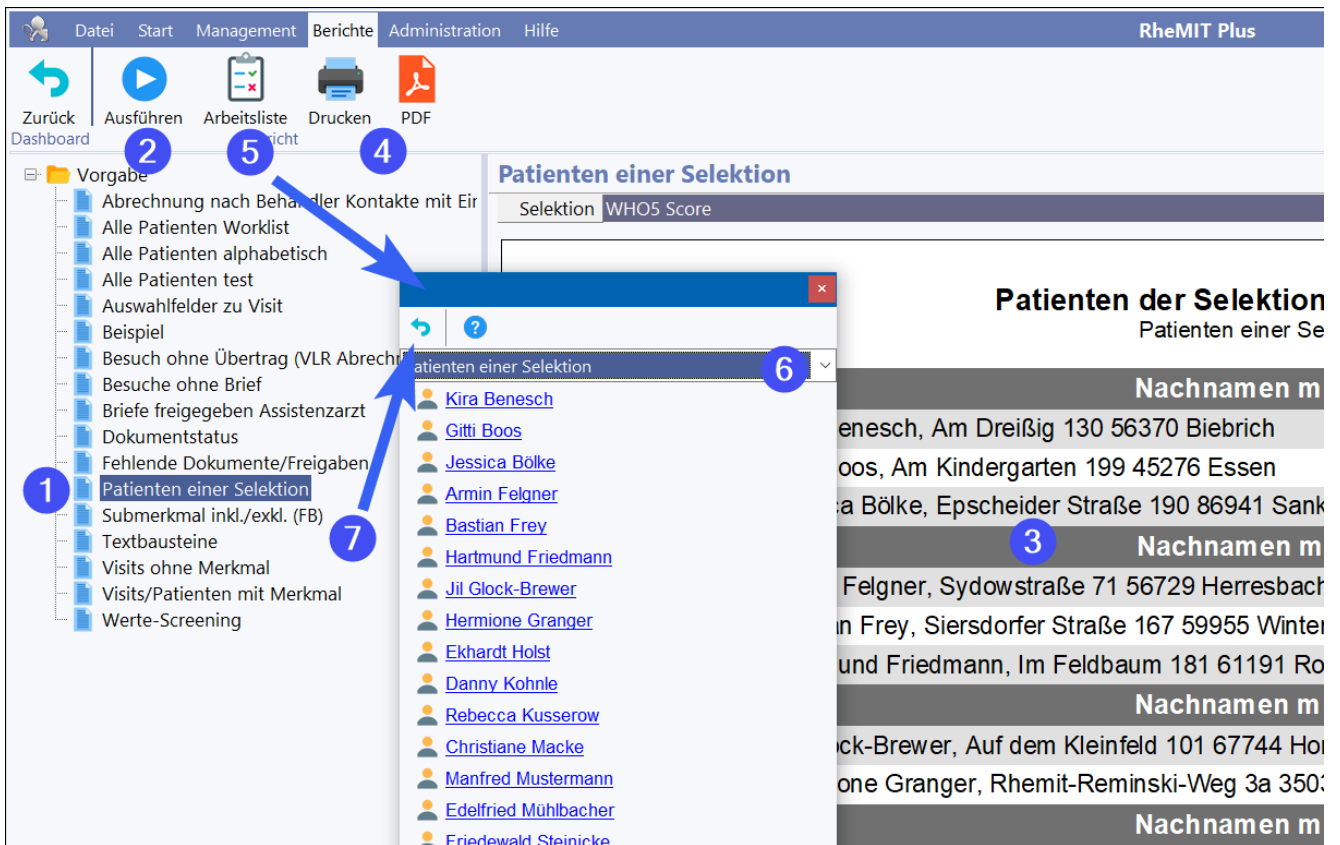 Datei Start Management Berichte Administration Hilfe RheMIT Plus
Zurück Ausführen Arbeitsliste Drucken PDF
Dashboard richt
2 5 4
Vorgabe
Abrechnung nach Behandler Kontakte mit Eir
Alle Patienten Worklist
Alle Patienten alphabetisch
Alle Patienten test
Auswahlfelder zu Visit
Beispiel
Besuch ohne Übertrag (VLR Abrechn
Besuche ohne Brief
Briefe freigegeben Assistenzarzt
Dokumentstatus
Fehlende Dokumente/Freigaben
1 Patienten einer Selektion
Submerkmal inkl./exkl. (FB)
Textbausteine
Visits ohne Merkmal
Visits/Patienten mit Merkmal
Werte-Screening
7
?
atienten einer Selektion 6
Kira Benesch
Gitti Boos
Jessica Bölke
Armin Felgner
Bastian Frey
Hartmund Friedmann
Jil Glock-Brewer
Hermione Granger
Ekhardt Holst
Danny Kohnle
Rebecca Kusserow
Christiane Macke
Manfred Mustermann
Edelfried Mühlbacher
Friedewald Steinicke
Patienten einer Selektion
Selektion WHO5 Score
Patienten der Selektion
Patienten einer Se
Nachnamen m
enesch, Am Dreißig 130 56370 Biebrich
oos, Am Kindergarten 199 45276 Essen
a Bölke, Epscheider Straße 190 86941 Sank
3 Nachnamen m
Felgner, Sydowstraße 71 56729 Herresbach
n Frey, Siersdorfer Straße 167 59955 Winter
und Friedmann, Im Feldbaum 181 61191 Ro
Nachnamen m
ck-Brewer, Auf dem Kleinfeld 101 67744 Hor
one Granger, Rhemit-Reminski-Weg 3a 3503
Nachnamen m